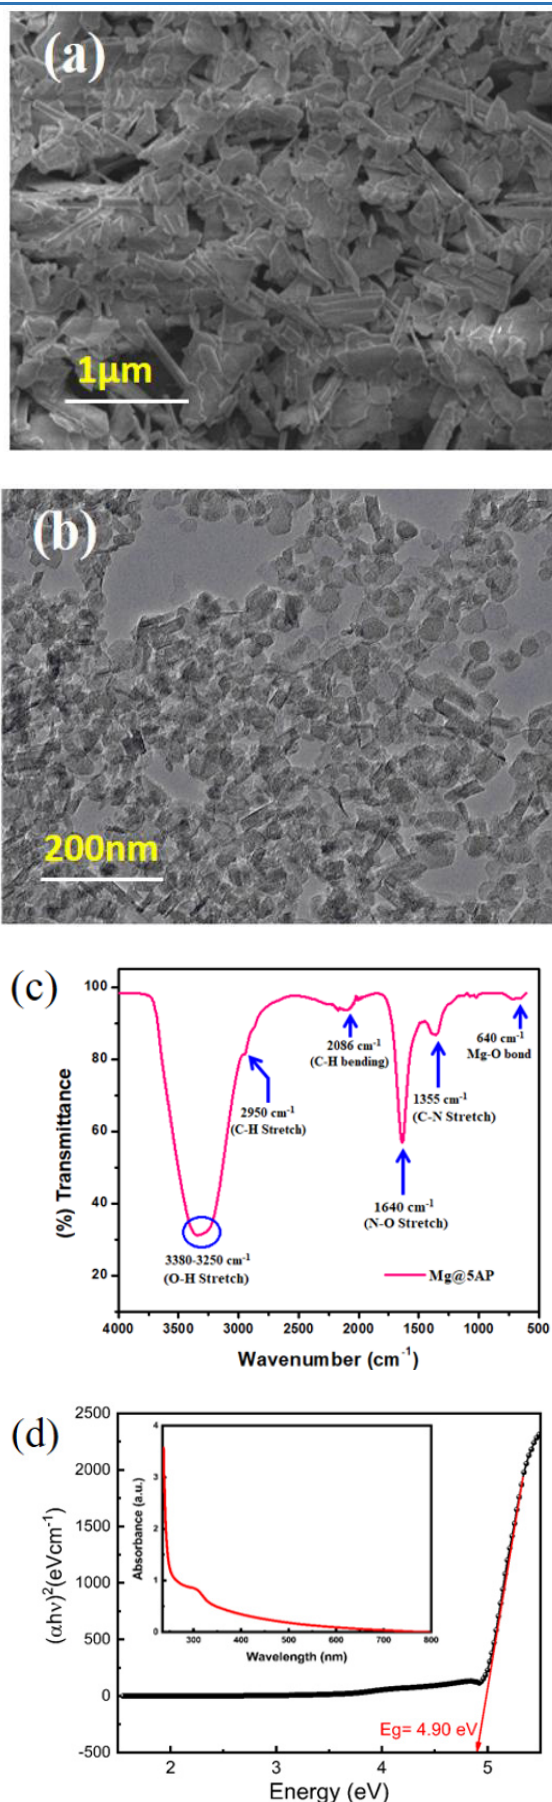 (a)
1µm
(b)
200nm
(c)
(%) Transmittance
100
80
60
40
20
2086 cm-1
(C-H bending)
640 cm-1
Mg-O bond
2950 cm-1
(C-H Stretch)
1355 cm-1
(C-N Stretch)
1640 cm-1
(N-O Stretch)
3380-3250 cm-1
(O-H Stretch)
Mg@5AP
4000 3500 3000 2500 2000 1500 1000 500
Wavenumber (cm-1)
(d)
(αhν)2(eVcm-1)
2500
2000
1500
1000
500
0
-500
Absorbance (a.u.)
4
3
2
1
0
300 400 500 600 700 800
Wavelength (nm)
Eg= 4.90 eV
2 3 4 5
Energy (eV)